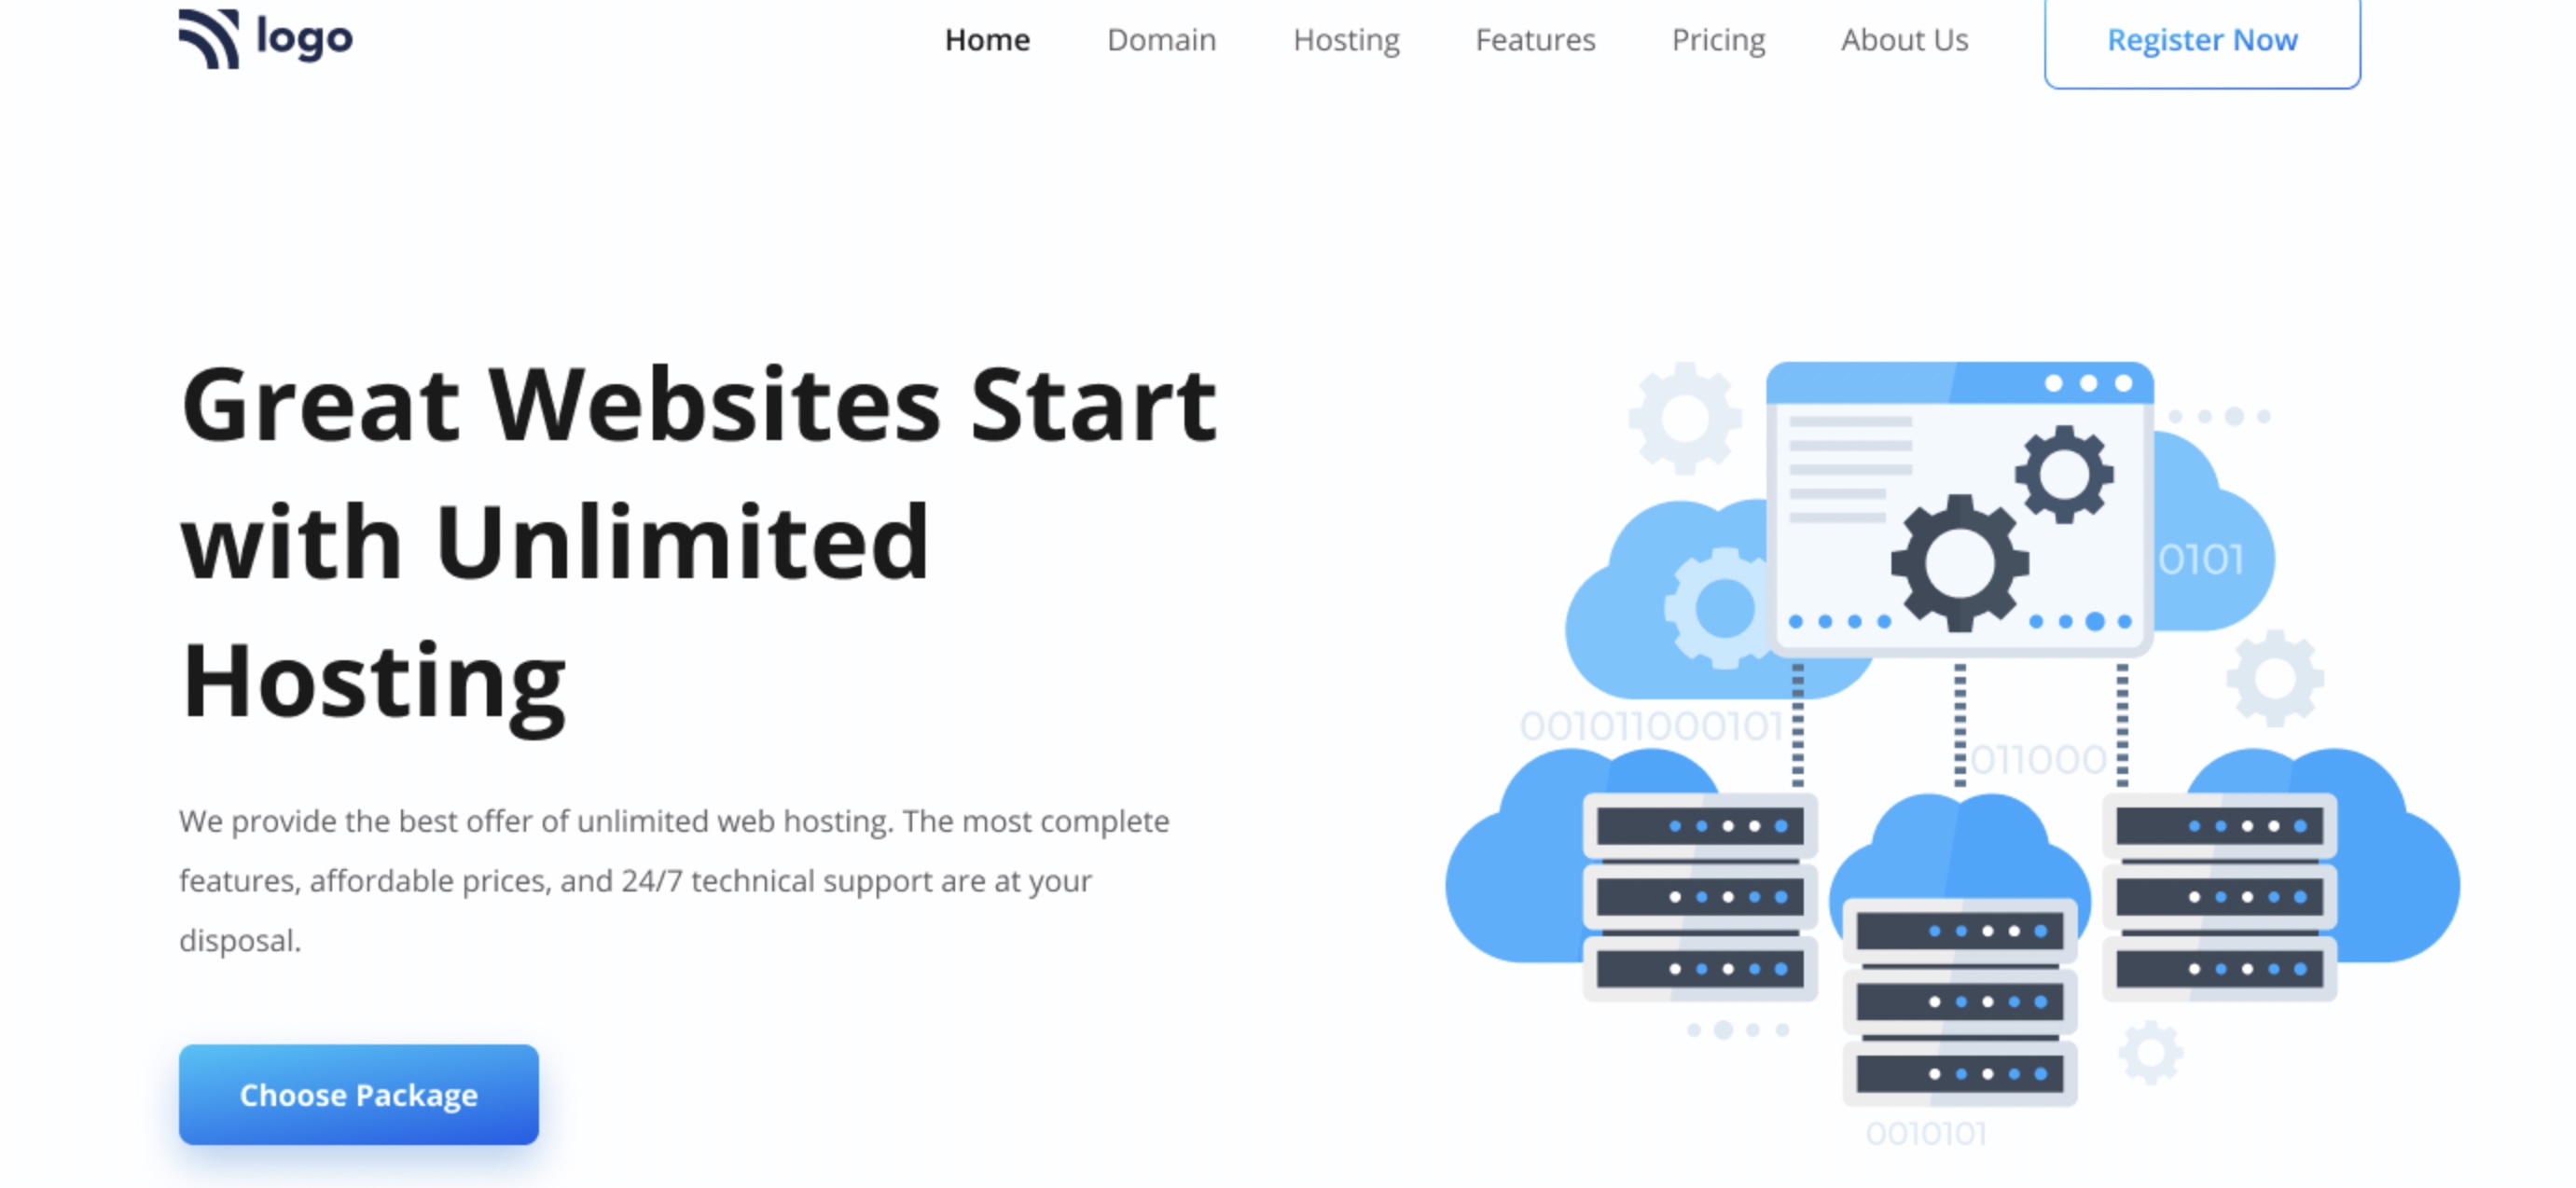 logo
Home Domain Hosting Features Pricing About Us Register Now
Great Websites Start
with Unlimited
Hosting
We provide the best offer of unlimited web hosting. The most complete
features, affordable prices, and 24/7 technical support are at your
disposal.
Choose Package
0101
001011000101
011000
0010101